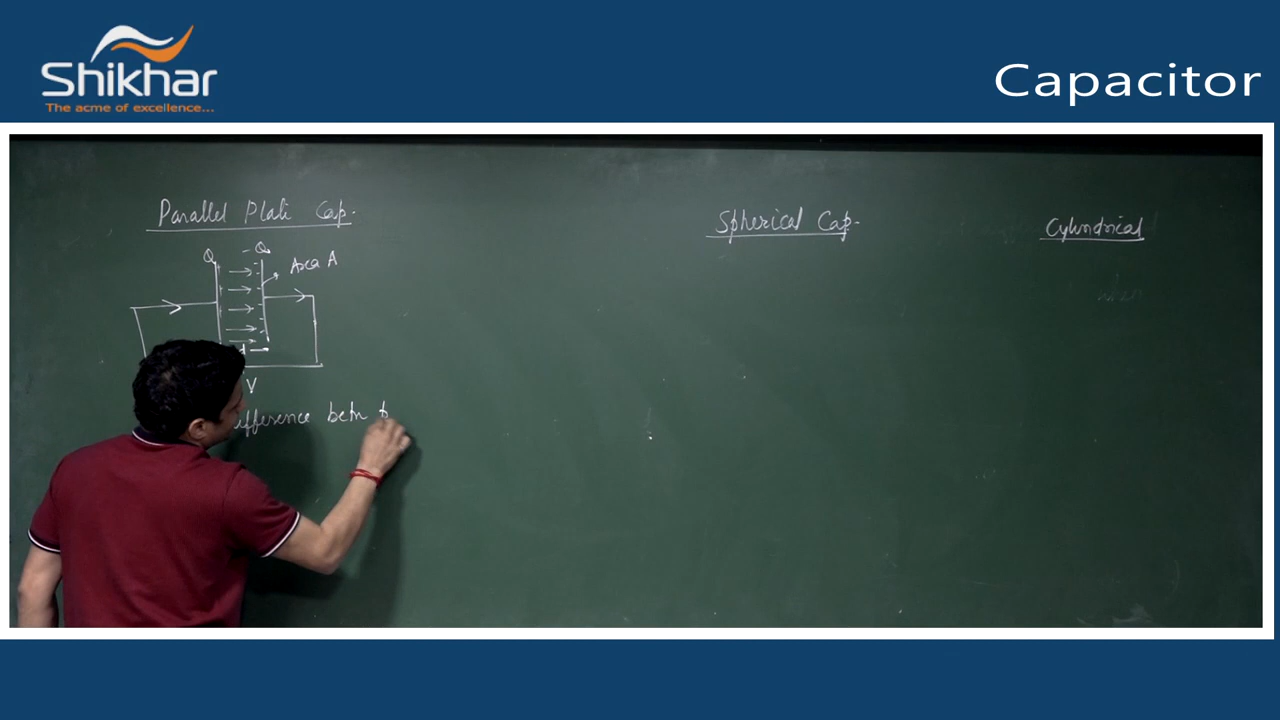 Shikhar
The acme of excellence...
Capacitor
Parallel Plate Cap.
Spherical Cap.
Cylindrical
Q
-Q
Area A
d
V
ifference betn